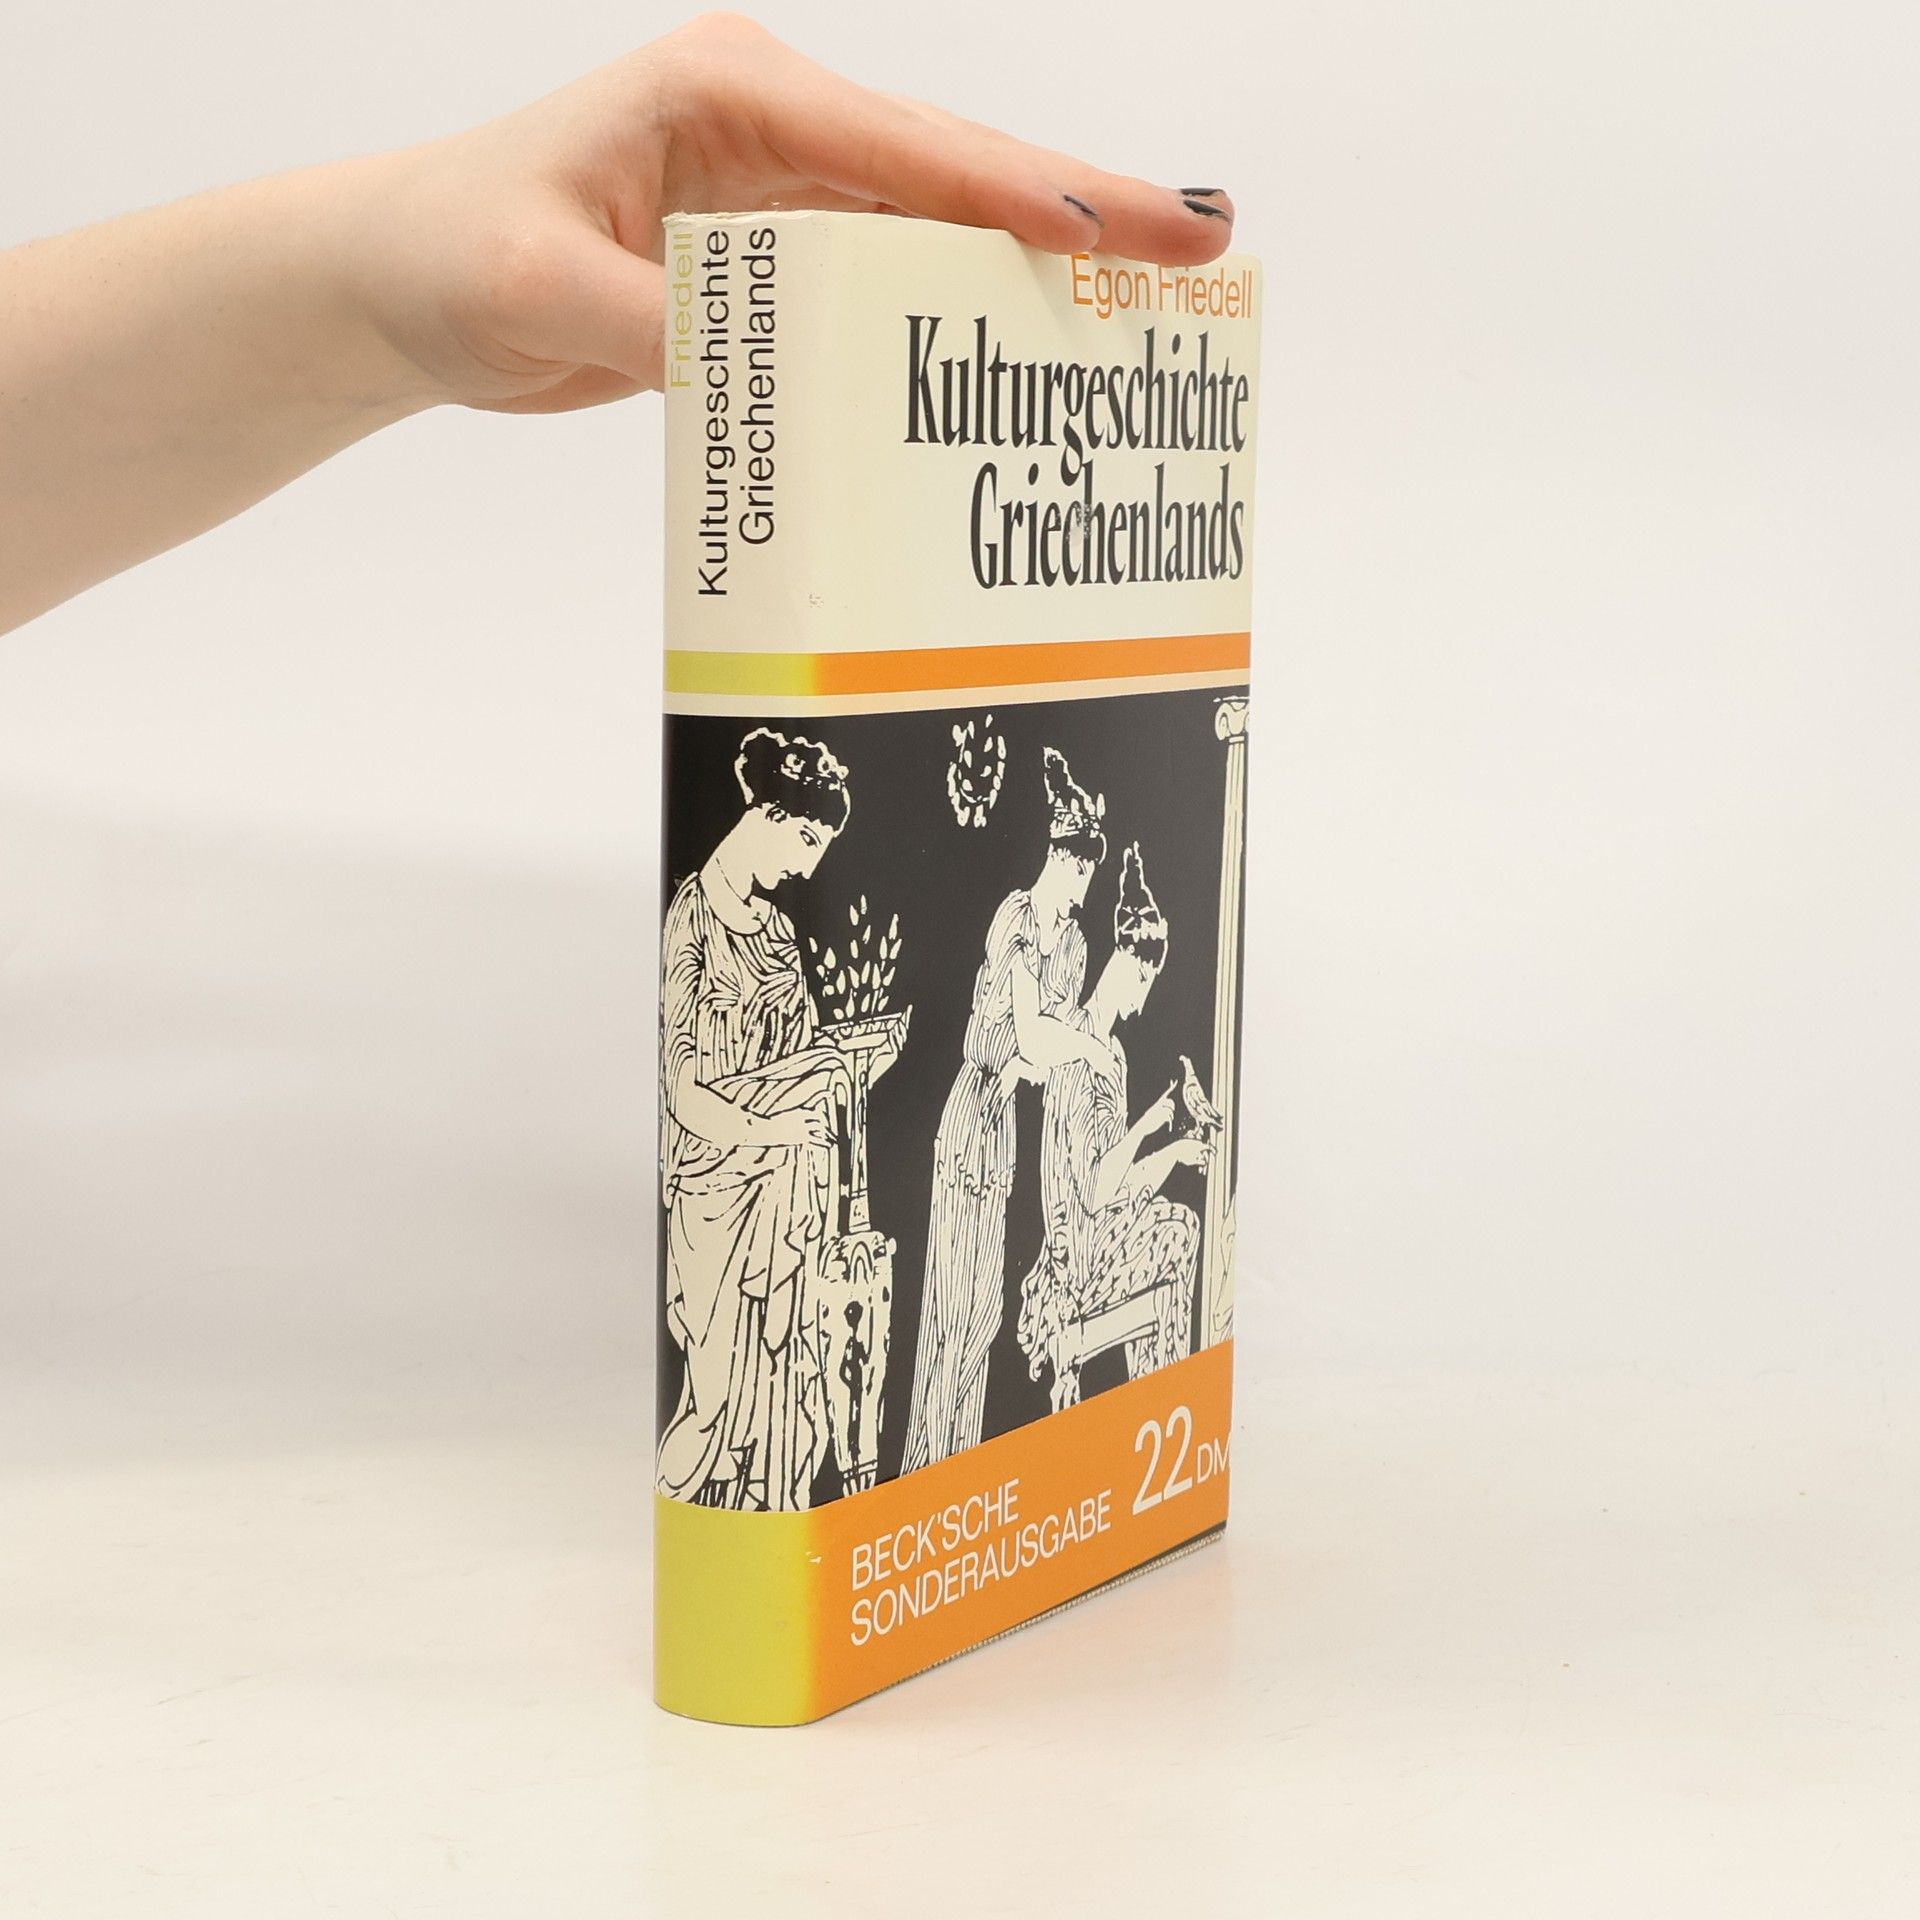 Friedell
Kulturgeschichte
Griechenlands
Egon Friedell
Kulturgeschichte
Griechenlands
BECK'SCHE
SONDERAUSGABE
22 DM